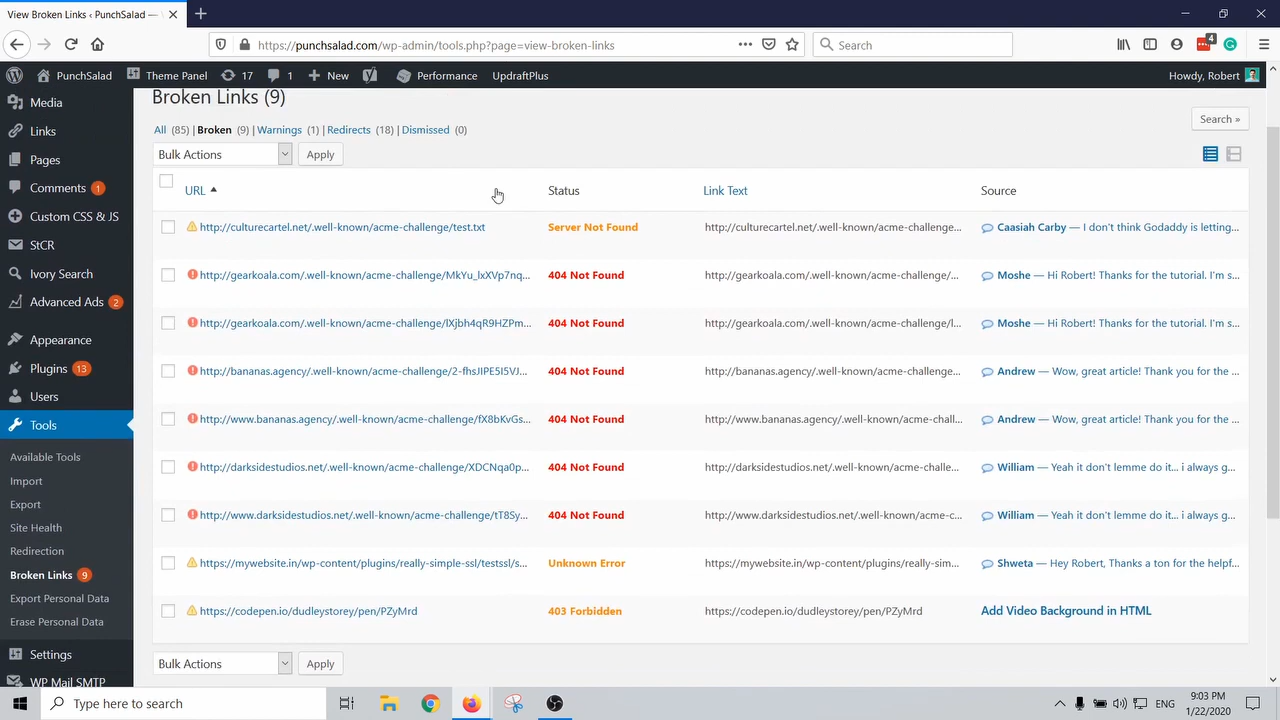 View Broken Links ‹ PunchSalad —
https://punchsalad.com/wp-admin/tools.php?page=view-broken-links
Search
4
PunchSalad
Theme Panel
17
1
New
Performance
UpdraftPlus
Howdy, Robert
Media
Links
Pages
Comments 1
Custom CSS & JS
StCR
Ivory Search
Advanced Ads 2
Appearance
Plugins 13
Users
Tools
Available Tools
Import
Export
Site Health
Redirection
Broken Links 9
Export Personal Data
Erase Personal Data
Settings
WP Mail SMTP
Broken Links (9)
All (85) | Broken (9) | Warnings (1) | Redirects (18) | Dismissed (0)
Search »
Bulk Actions
Apply
URL Status Link Text Source
http://culturecartel.net/.well-known/acme-challenge/test.txt Server Not Found http://culturecartel.net/.well-known/acme-challenge... Caasiah Carby — I don't think Godaddy is letting...
http://gearkoala.com/.well-known/acme-challenge/MkYu_lxXVp7nq... 404 Not Found http://gearkoala.com/.well-known/acme-challenge/... Moshe — Hi Robert! Thanks for the tutorial. I'm s...
http://gearkoala.com/.well-known/acme-challenge/lXjbh4qR9HZPm... 404 Not Found http://gearkoala.com/.well-known/acme-challenge/l... Moshe — Hi Robert! Thanks for the tutorial. I'm s...
http://bananas.agency/.well-known/acme-challenge/2-fhsJIPE5I5VJ... 404 Not Found http://bananas.agency/.well-known/acme-challenge... Andrew — Wow, great article! Thank you for the ...
http://www.bananas.agency/.well-known/acme-challenge/fX8bKvGs... 404 Not Found http://www.bananas.agency/.well-known/acme-chall... Andrew — Wow, great article! Thank you for the ...
http://darksidestudios.net/.well-known/acme-challenge/XDCNqa0p... 404 Not Found http://darksidestudios.net/.well-known/acme-challe... William — Yeah it don't lemme do it... i always g...
http://www.darksidestudios.net/.well-known/acme-challenge/tT8Sy... 404 Not Found http://www.darksidestudios.net/.well-known/acme-c... William — Yeah it don't lemme do it... i always g...
https://mywebsite.in/wp-content/plugins/really-simple-ssl/testssl/s... Unknown Error https://mywebsite.in/wp-content/plugins/really-sim... Shweta — Hey Robert, Thanks a ton for the helpf...
https://codepen.io/dudleystorey/pen/PZyMrd 403 Forbidden https://codepen.io/dudleystorey/pen/PZyMrd Add Video Background in HTML
Bulk Actions
Apply
Type here to search
ENG
9:03 PM
1/22/2020